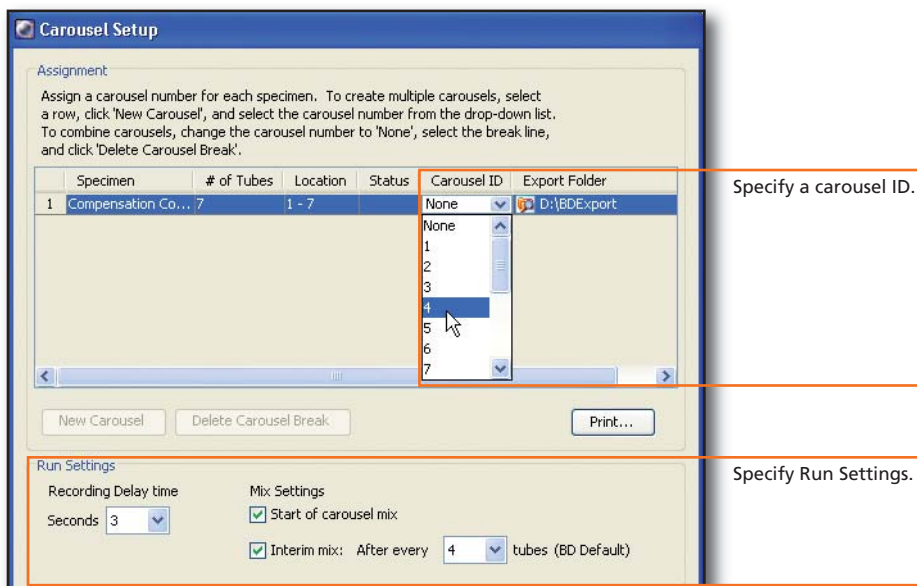 Carousel Setup
Assignment
Assign a carousel number for each specimen. To create multiple carousels, select
a row, click 'New Carousel', and select the carousel number from the drop-down list.
To combine carousels, change the carousel number to 'None', select the break line,
and click 'Delete Carousel Break'.
Specimen # of Tubes Location Status Carousel ID Export Folder
Specify a carousel ID.
1 Compensation Co... 7 1 - 7 None D:\BDExport
None
1
2
3
4
5
6
7
New Carousel Delete Carousel Break Print...
Run Settings
Specify Run Settings.
Recording Delay time Mix Settings
Seconds 3 Start of carousel mix
Interim mix: After every 4 tubes (BD Default)